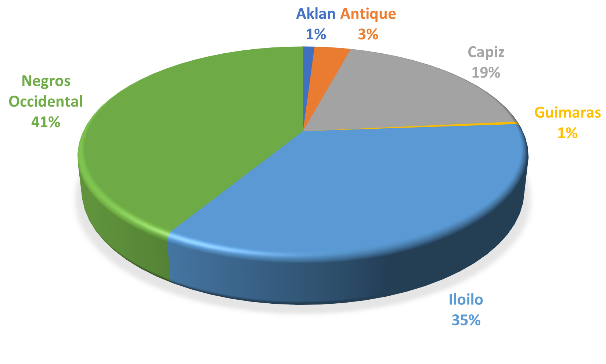 Aklan
1%
Antique
3%
Capiz
19%
Guimaras
1%
Iloilo
35%
Negros
Occidental
41%